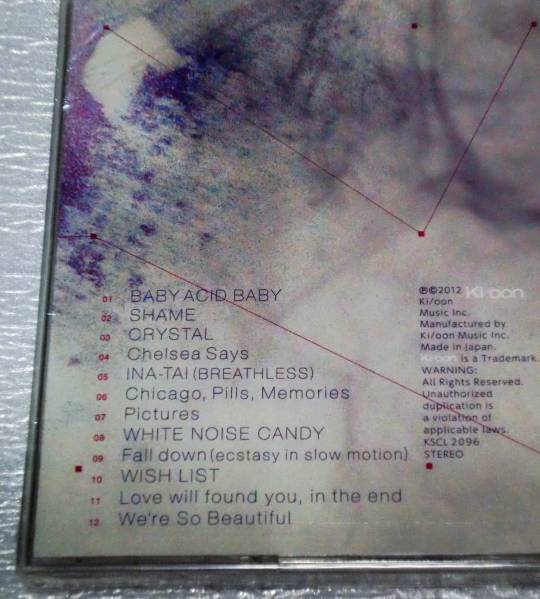 01 BABY ACID BABY
02 SHAME
03 CRYSTAL
04 Chelsea Says
05 INA-TAI (BREATHLESS)
06 Chicago, Pills, Memories
07 Pictures
08 WHITE NOISE CANDY
09 Fall down (ecstasy in slow motion)
10 WISH LIST
11 Love will found you, in the end
12 We're So Beautiful
℗©2012 Ki/oon
Ki/oon
Music Inc.
Manufactured by
Ki/oon Music Inc.
Made in Japan.
Ki/oon is a Trademark.
WARNING:
All Rights Reserved.
Unauthorized
duplication is
a violation of
applicable laws.
KSCL 2096
STEREO